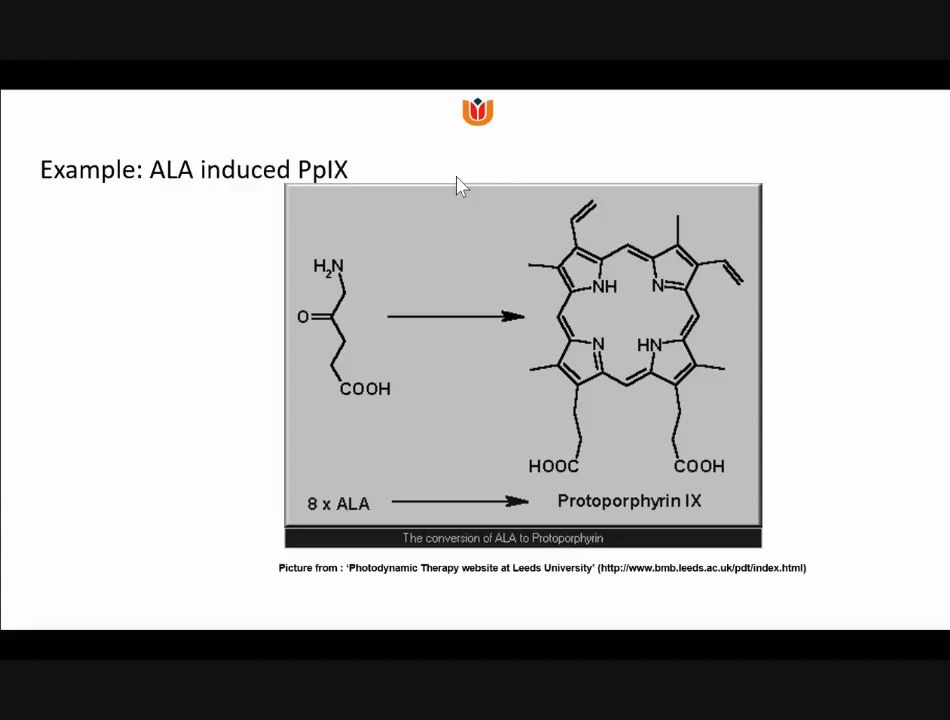 Example: ALA induced PpIX
H2N
O
COOH
NH
N
N
HN
HOOC
COOH
8 x ALA
Protoporphyrin IX
The conversion of ALA to Protoporphyrin
Picture from : ‘Photodynamic Therapy website at Leeds University’ (http://www.bmb.leeds.ac.uk/pdt/index.html)